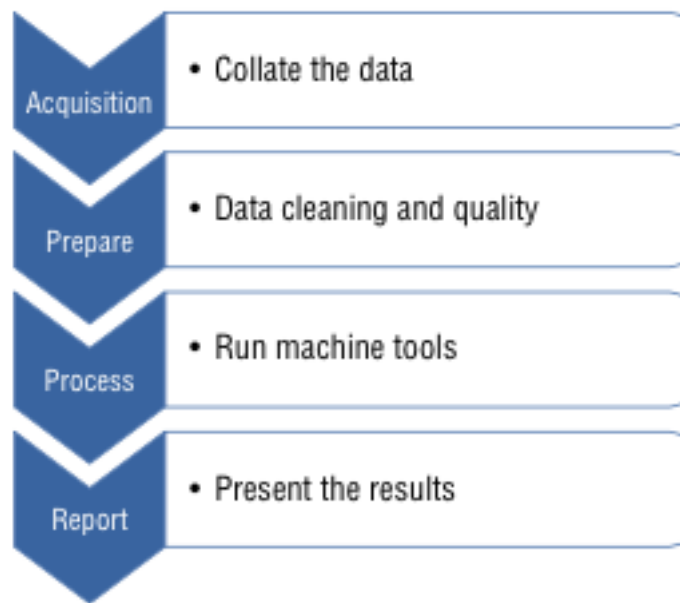 Acquisition
• Collate the data
Prepare
• Data cleaning and quality
Process
• Run machine tools
Report
• Present the results